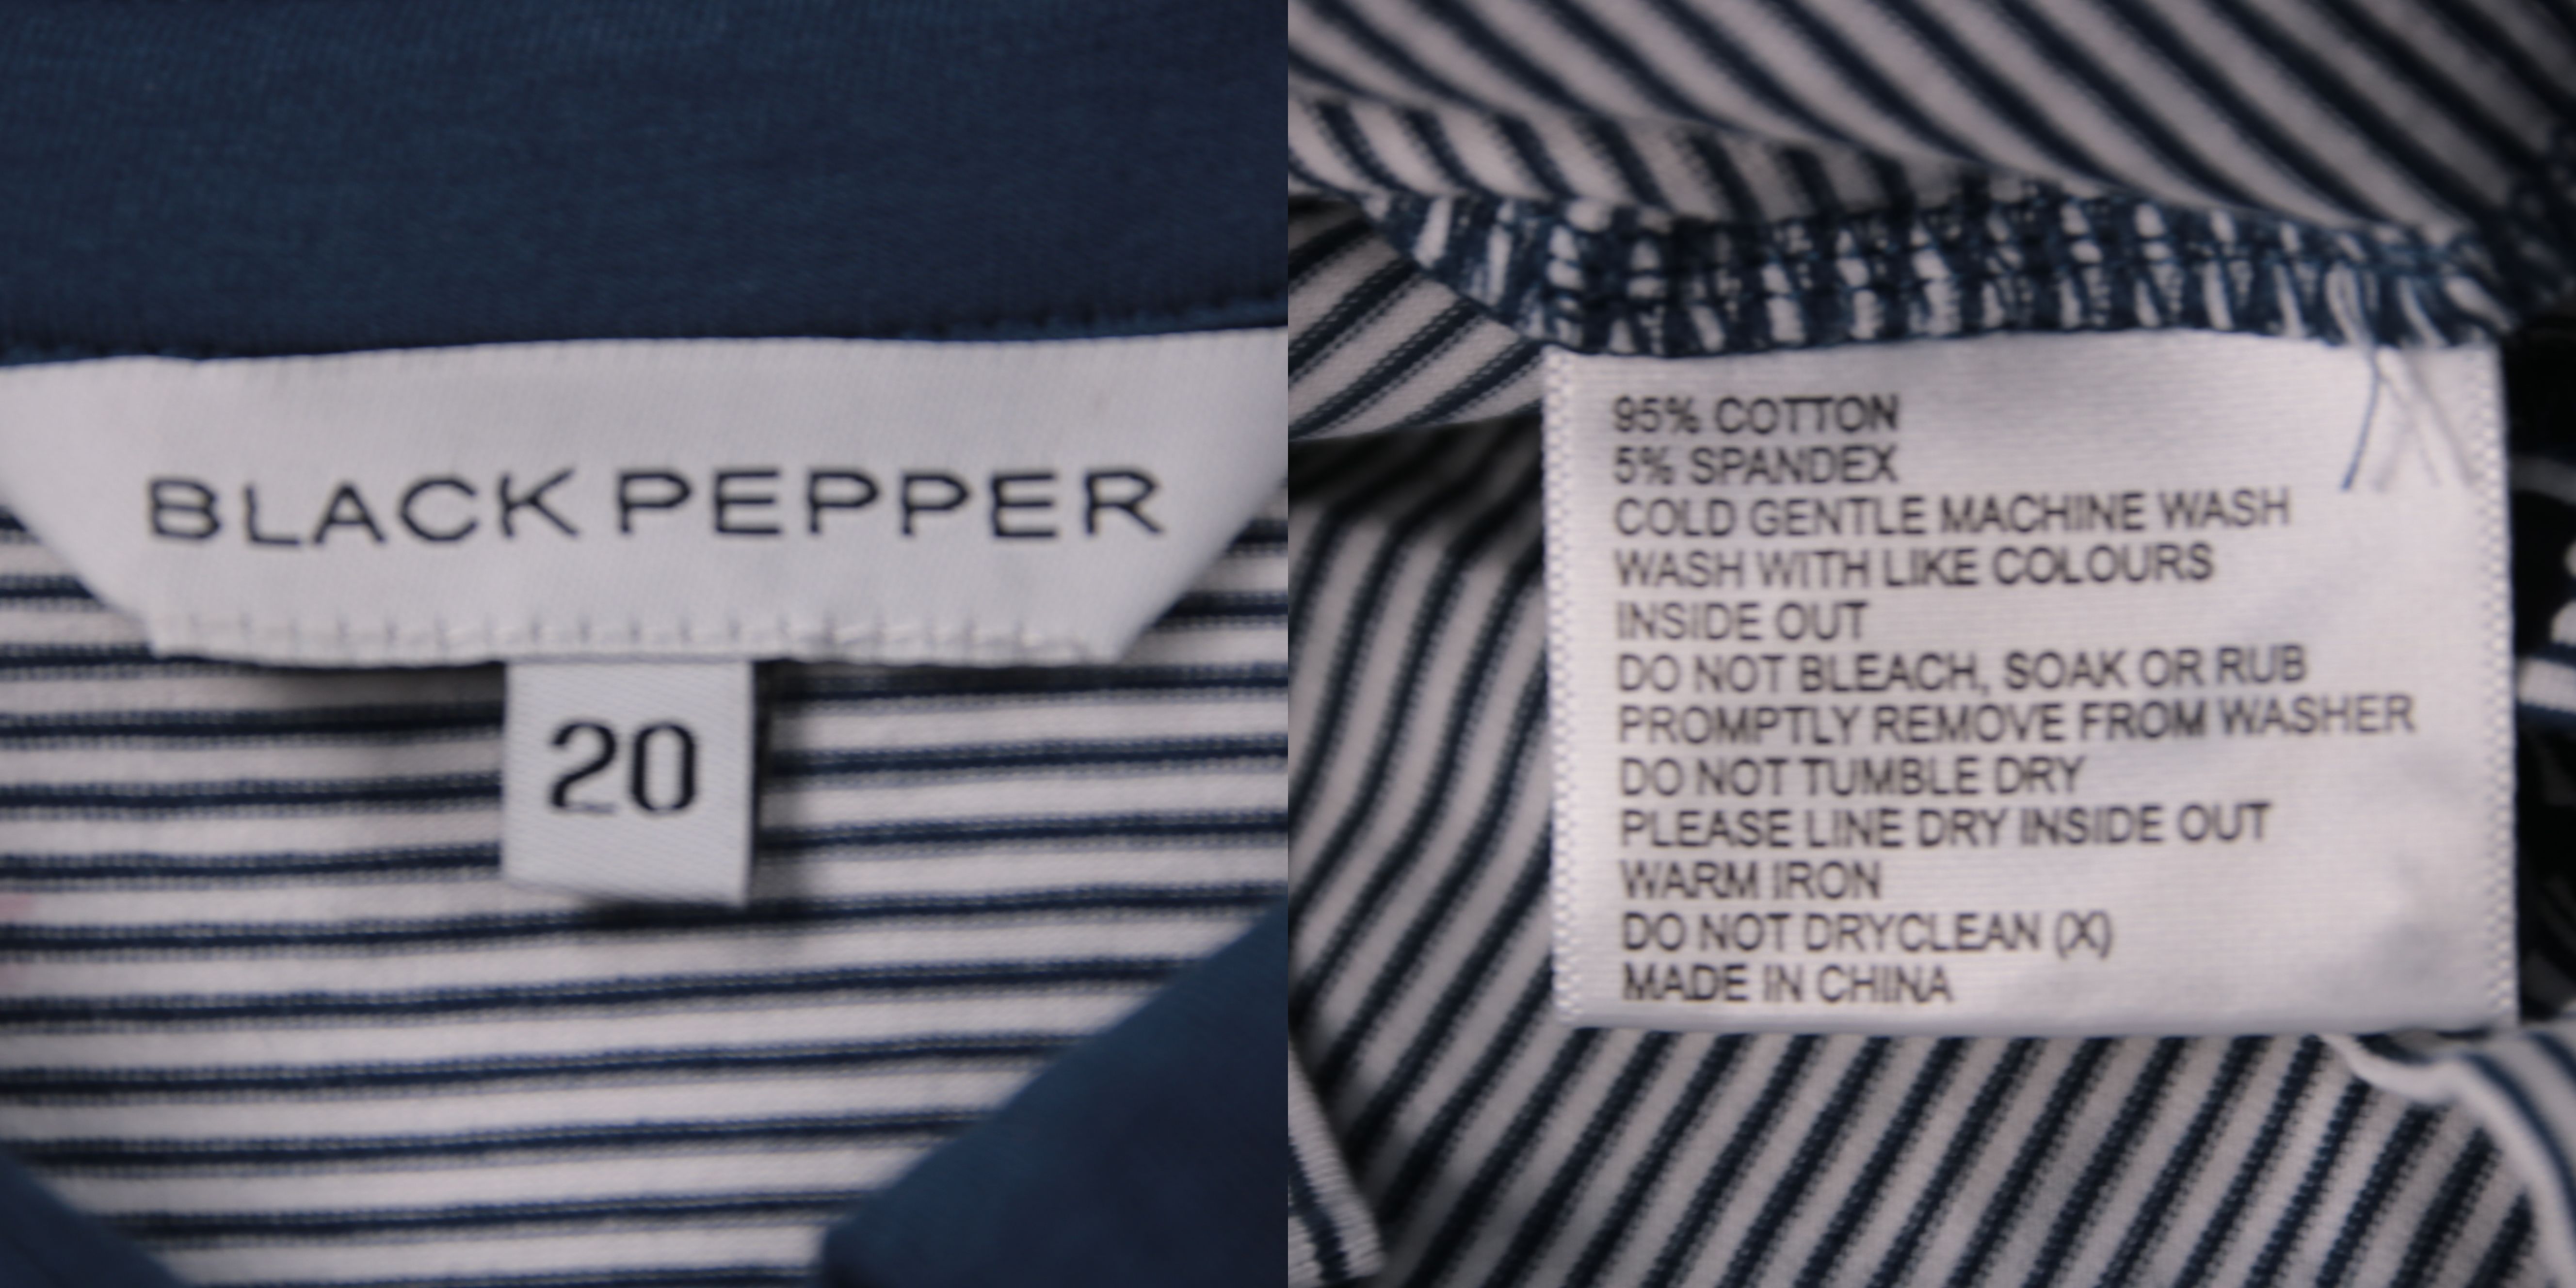 BLACK PEPPER
20
95% COTTON
5% SPANDEX
COLD GENTLE MACHINE WASH
WASH WITH LIKE COLOURS
INSIDE OUT
DO NOT BLEACH, SOAK OR RUB
PROMPTLY REMOVE FROM WASHER
DO NOT TUMBLE DRY
PLEASE LINE DRY INSIDE OUT
WARM IRON
DO NOT DRYCLEAN (X)
MADE IN CHINA